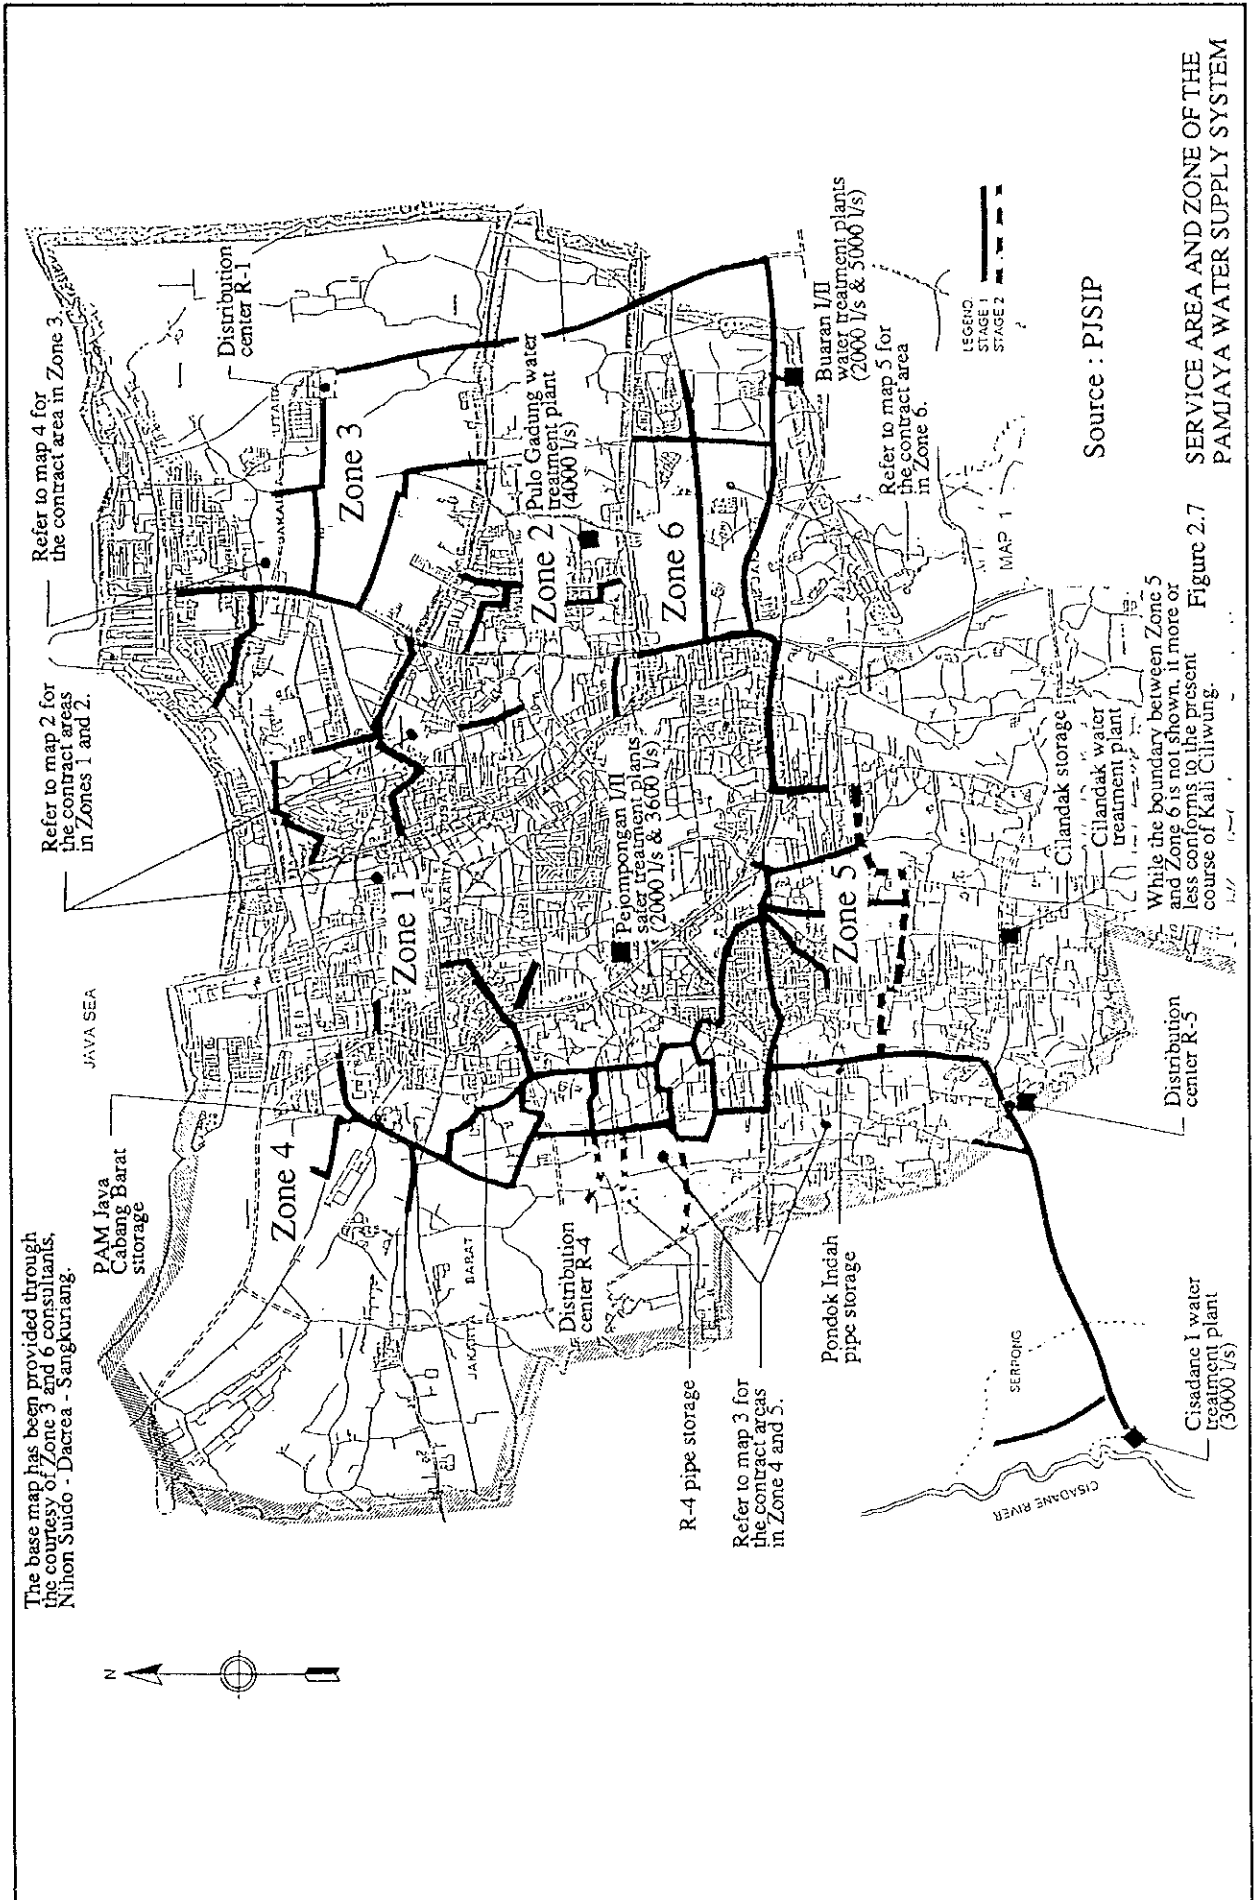 The base map has been provided through
the courtesy of Zone 3 and 6 consultants,
Nihon Suido - Dacrea - Sangkuriang.
N
PAM Jaya
Cabang Barat
sitorage
JAVA SEA
Refer to map 2 for
the contract areas
in Zones 1 and 2.
Refer to map 4 for
the contract area in Zone 3.
Distribution
center R-1
UTARA
JAKARTA
Zone 4
Zone 1
Zone 3
JAKARTA
BARAT
JAKARTA
Zone 2
Pulo Gadung water
treatment plant
(4000 l/s)
Distribution
center R-4
Pejompongan I/II
sater treatment plants
(2000 l/s & 3600 l/s)
Zone 6
R-4 pipe storage
Refer to map 3 for
the contract areas
in Zone 4 and 5.
Pondok Indah
pipe storage
Zone 5
Buaran I/II
water treatment plants
(2000 l/s & 5000 l/s)
Refer to map 5 for
the contract area
in Zone 6.
LEGEND
STAGE 1
STAGE 2
SERPONG
CISADANE RIVER
MAP 1
Cilandak storage
Cilandak water
treatment plant
Source : PJSIP
Cisadane I water
treatment plant
(3000 l/s)
Distribution
center R-5
While the boundary between Zone 5
and Zone 6 is not shown, it more or
less conforms to the present
course of Kali Ciliwung.
Figure 2.7
SERVICE AREA AND ZONE OF THE
PAMJAYA WATER SUPPLY SYSTEM